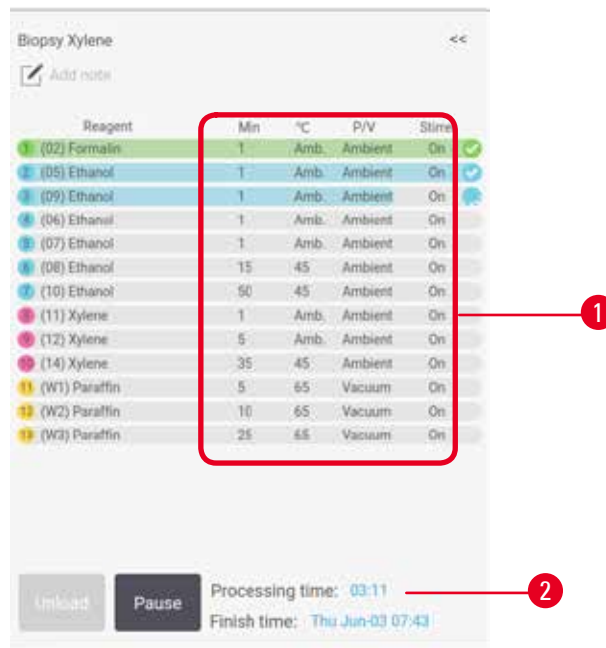 Biopsy Xylene <<
Add note
Reagent Min °C P/V Stirre
1 (02) Formalin 1 Amb. Ambient On
2 (05) Ethanol 1 Amb. Ambient On
3 (09) Ethanol 1 Amb. Ambient On
4 (06) Ethanol 1 Amb. Ambient On
5 (07) Ethanol 1 Amb. Ambient On
6 (08) Ethanol 15 45 Ambient On
7 (10) Ethanol 50 45 Ambient On
8 (11) Xylene 1 Amb. Ambient On
9 (12) Xylene 5 Amb. Ambient On
10 (14) Xylene 35 45 Ambient On
11 (W1) Paraffin 5 65 Vacuum On
12 (W2) Paraffin 10 65 Vacuum On
13 (W3) Paraffin 25 65 Vacuum On
1
Unload Pause
Processing time: 03:11
2
Finish time: Thu Jun-03 07:43